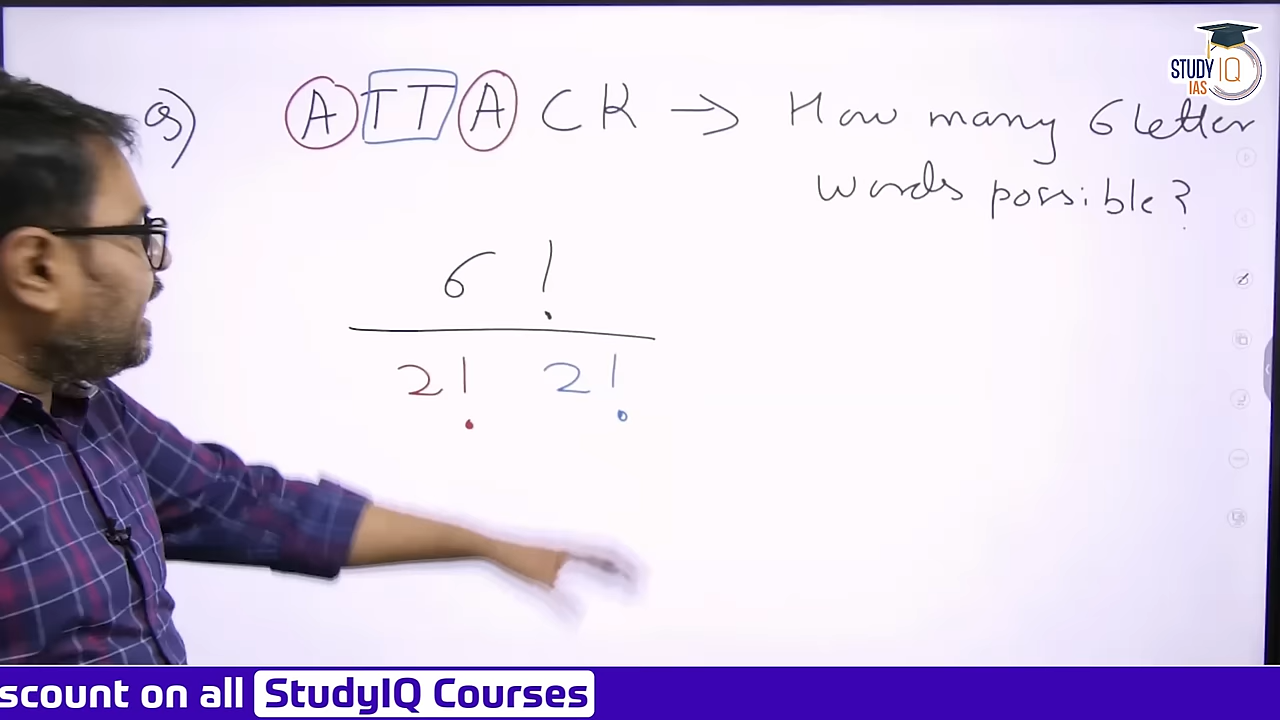 STUDY IQ
IAS
Q) ATTACK → How many 6 letter
words possible?
6!
2! 2!
scount on all StudyIQ Courses